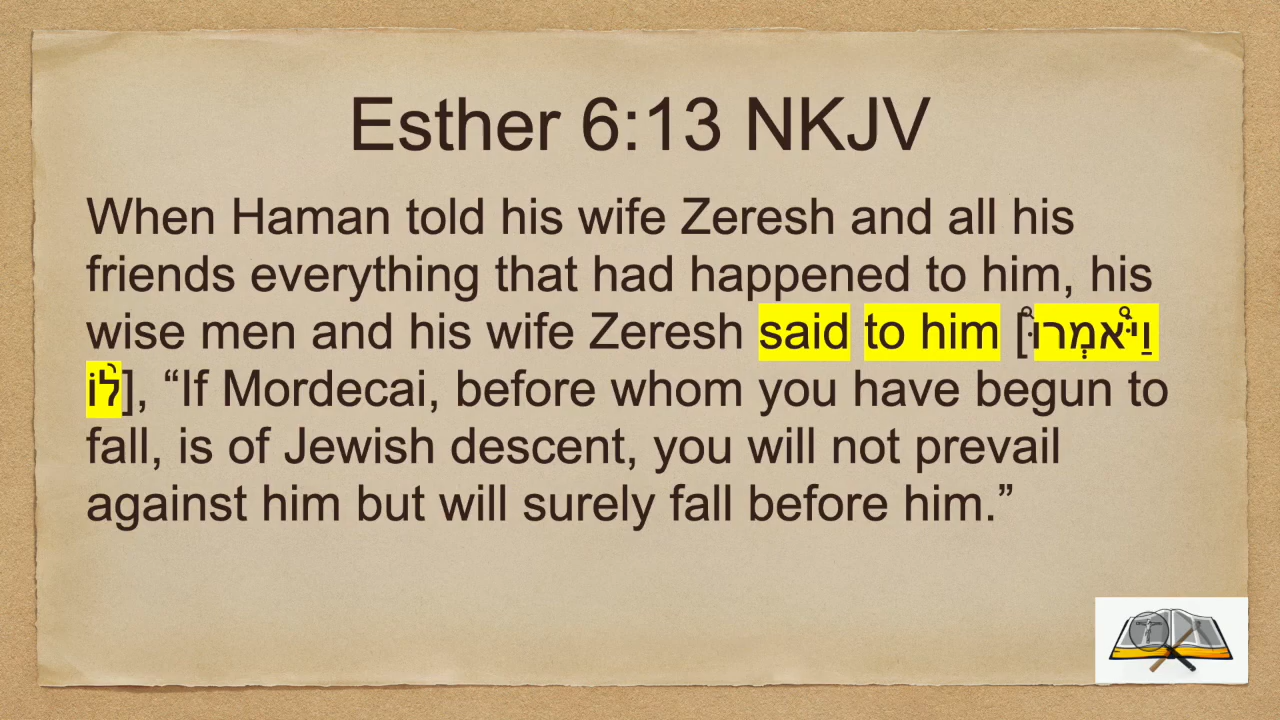 Esther 6:13 NKJV
When Haman told his wife Zeresh and all his
friends everything that had happened to him, his
wise men and his wife Zeresh said to him [וַיֹּ֩אמְרוּ֩
ל֨וֹ], “If Mordecai, before whom you have begun to
fall, is of Jewish descent, you will not prevail
against him but will surely fall before him.”